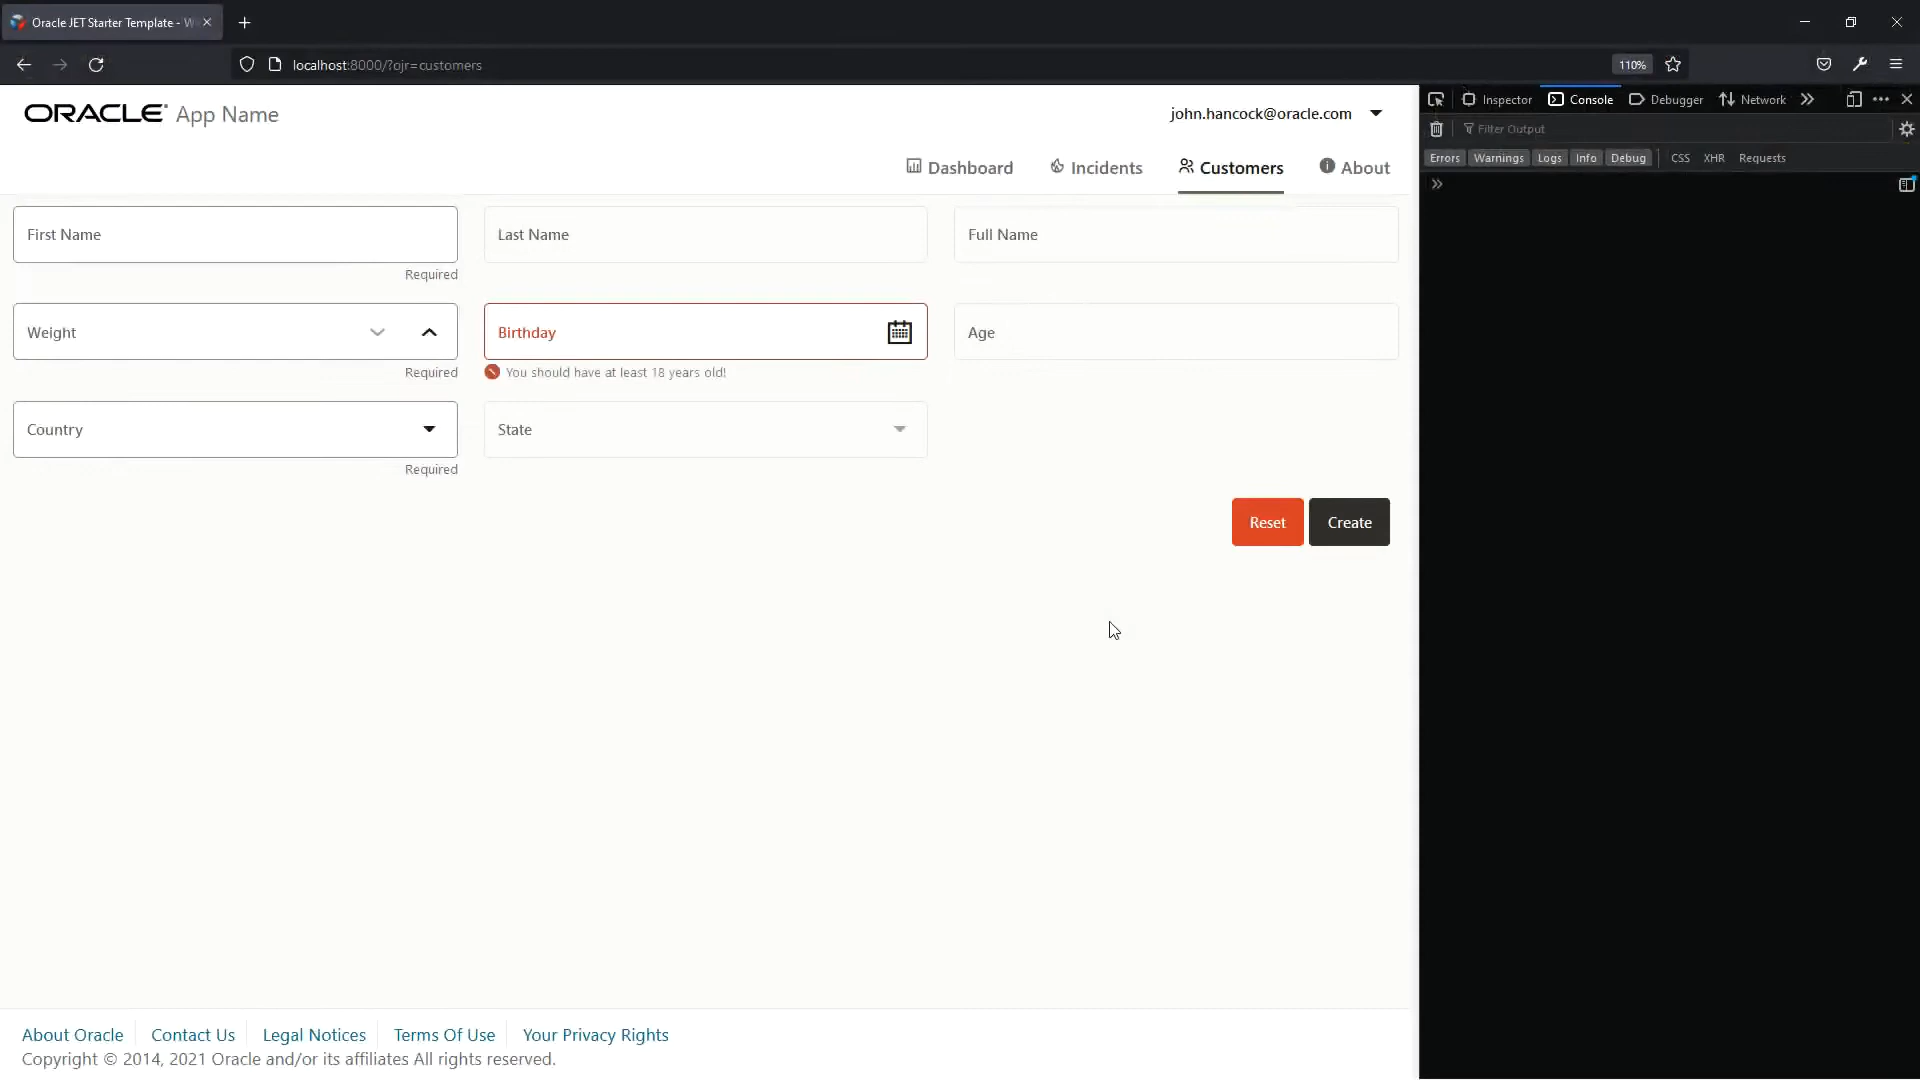 Oracle JET Starter Template - W
localhost:8000/?ojr=customers
110%
ORACLE App Name
john.hancock@oracle.com
Dashboard
Incidents
Customers
About
First Name
Last Name
Full Name
Required
Weight
Birthday
Age
Required
You should have at least 18 years old!
Country
State
Required
Reset
Create
About Oracle
Contact Us
Legal Notices
Terms Of Use
Your Privacy Rights
Copyright © 2014, 2021 Oracle and/or its affiliates All rights reserved.
Inspector
Console
Debugger
Network
Filter Output
Errors
Warnings
Logs
Info
Debug
CSS
XHR
Requests